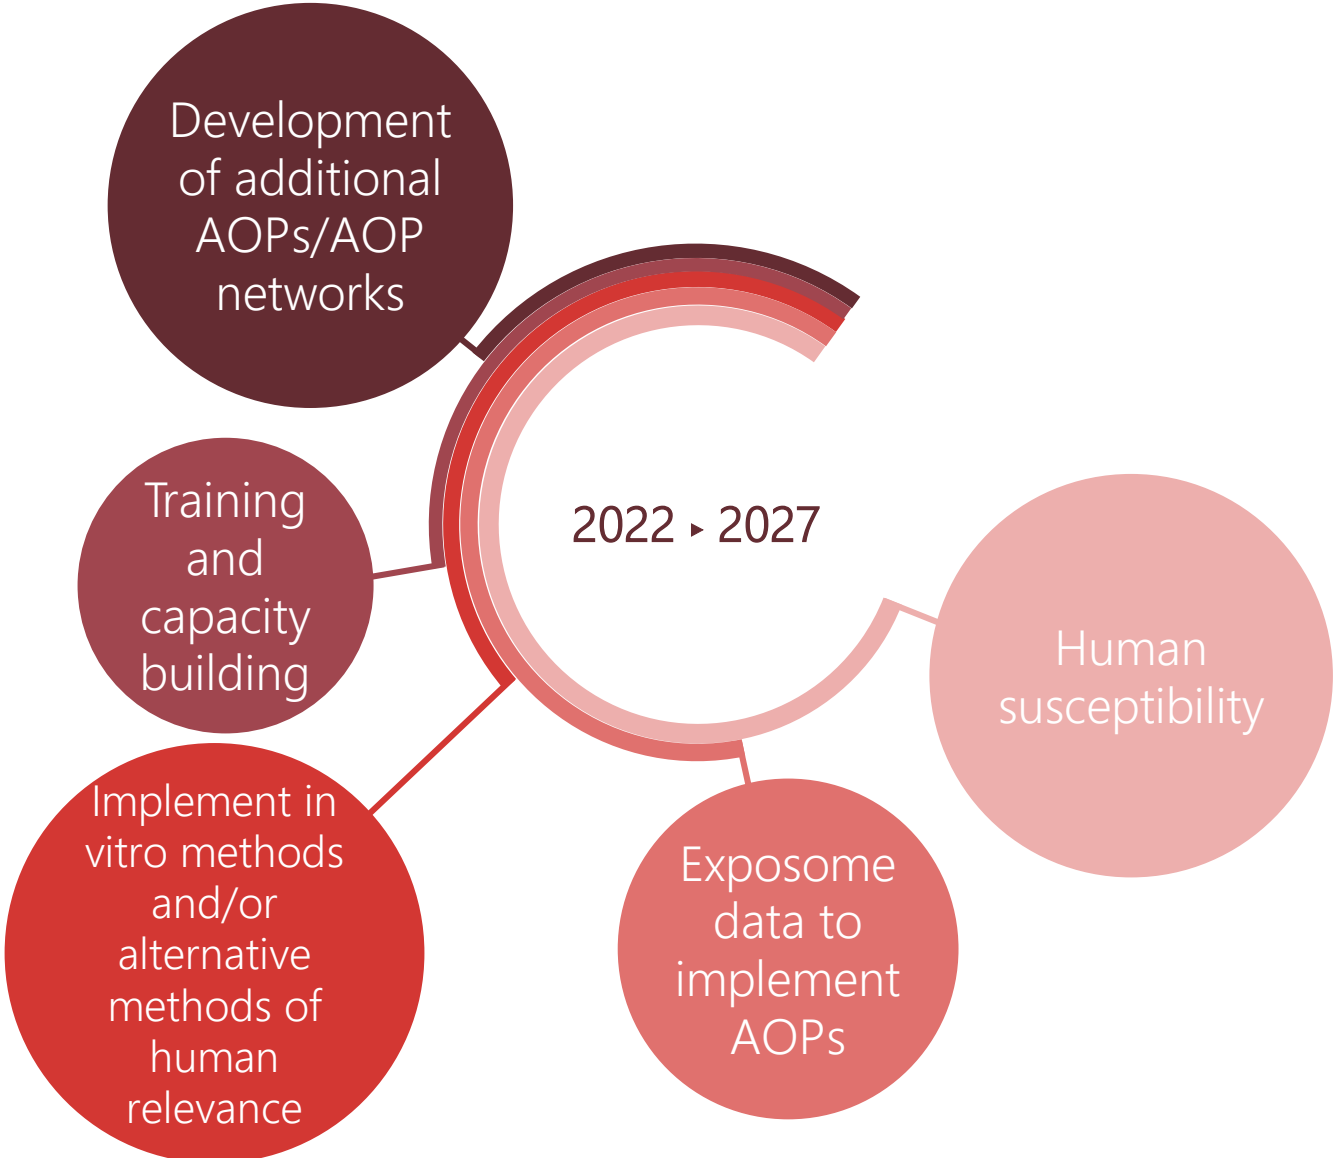 Development
of additional
AOPs/AOP
networks
Training
and
capacity
building
Implement in
vitro methods
and/or
alternative
methods of
human
relevance
Exposome
data to
implement
AOPs
Human
susceptibility
2022 ▸ 2027